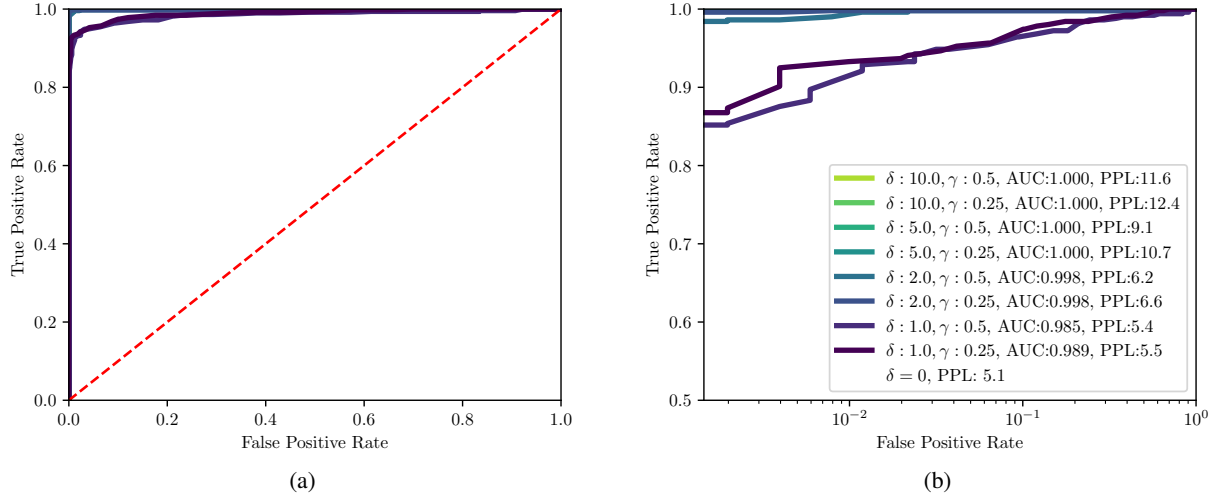 1.0
0.8
0.6
0.4
0.2
0.0
True Positive Rate
0.0 0.2 0.4 0.6 0.8 1.0
False Positive Rate
(a)
1.0
0.9
0.8
0.7
0.6
0.5
True Positive Rate
δ : 10.0, γ : 0.5, AUC:1.000, PPL:11.6
δ : 10.0, γ : 0.25, AUC:1.000, PPL:12.4
δ : 5.0, γ : 0.5, AUC:1.000, PPL:9.1
δ : 5.0, γ : 0.25, AUC:1.000, PPL:10.7
δ : 2.0, γ : 0.5, AUC:0.998, PPL:6.2
δ : 2.0, γ : 0.25, AUC:0.998, PPL:6.6
δ : 1.0, γ : 0.5, AUC:0.985, PPL:5.4
δ : 1.0, γ : 0.25, AUC:0.989, PPL:5.5
δ = 0, PPL: 5.1
10⁻² 10⁻¹ 10⁰
False Positive Rate
(b)